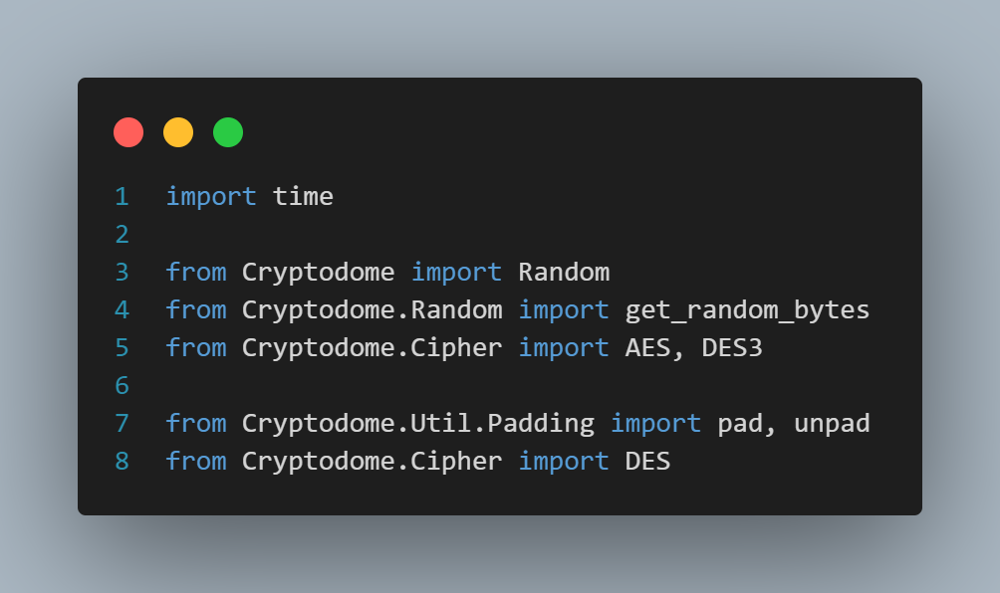 1 import time
2
3 from Cryptodome import Random
4 from Cryptodome.Random import get_random_bytes
5 from Cryptodome.Cipher import AES, DES3
6
7 from Cryptodome.Util.Padding import pad, unpad
8 from Cryptodome.Cipher import DES